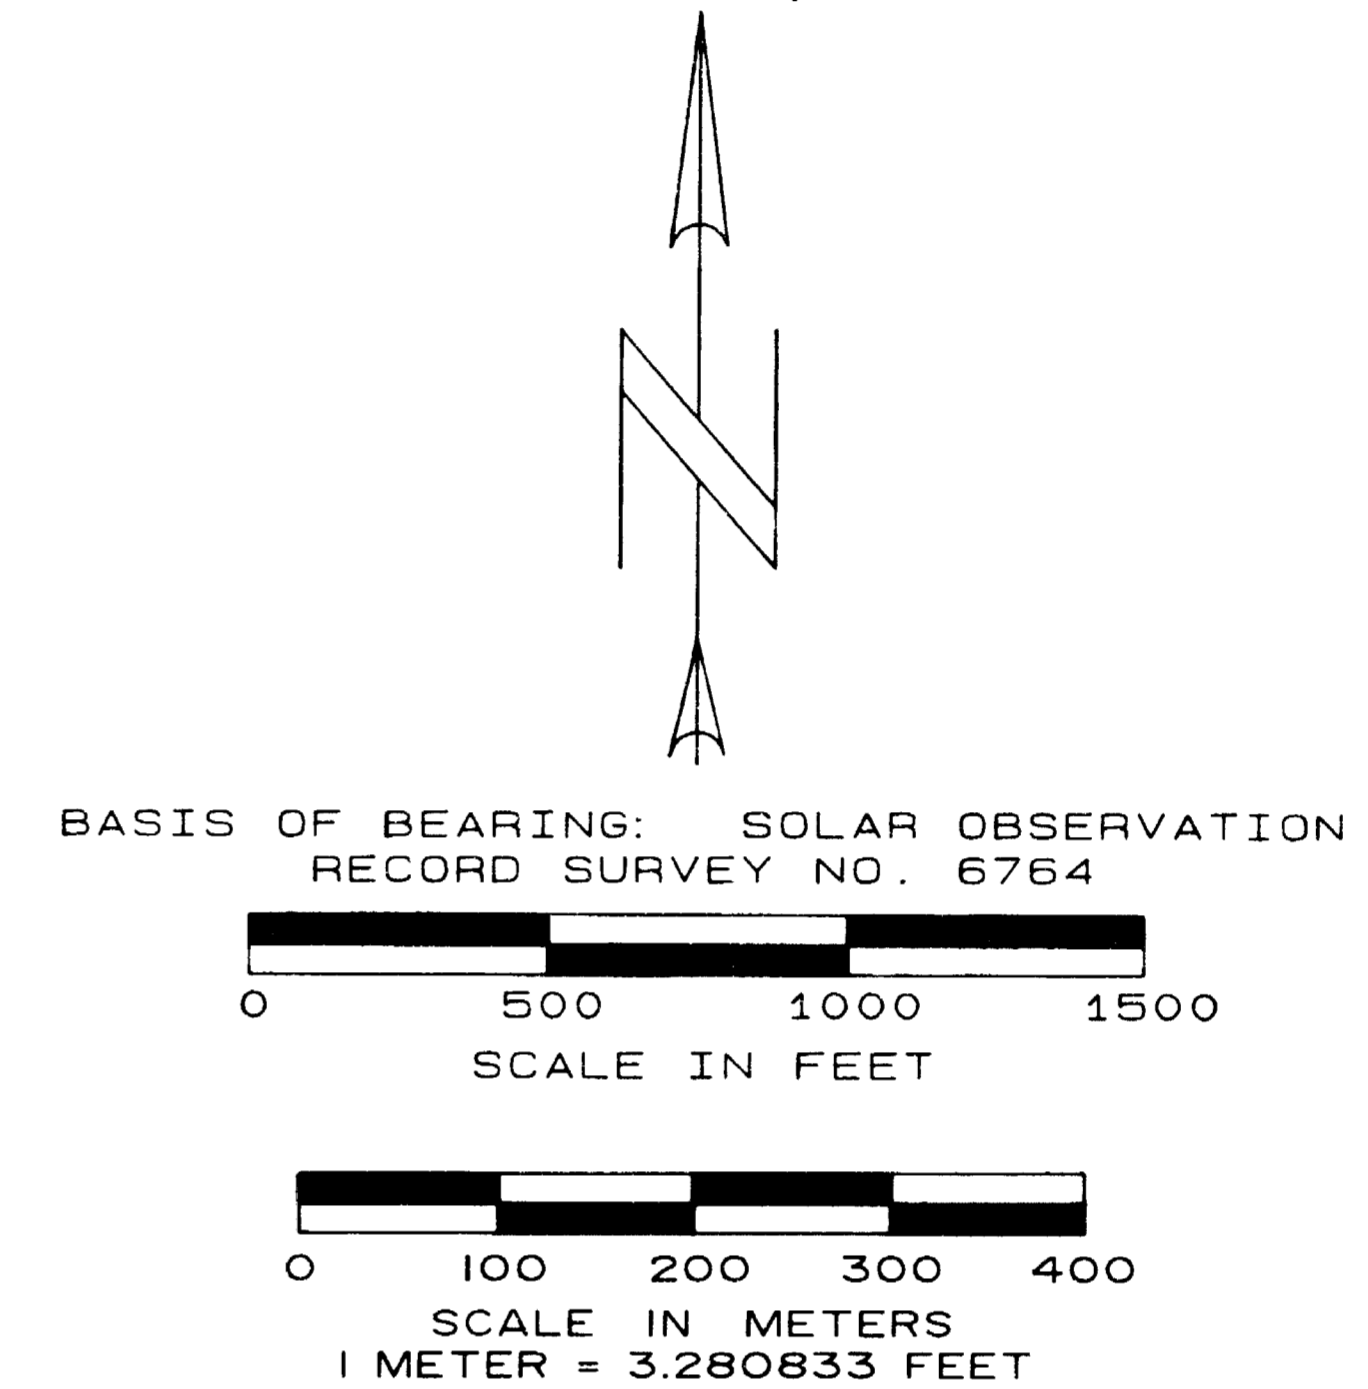 N
BASIS OF BEARING: SOLAR OBSERVATION
RECORD SURVEY NO. 6764
0 500 1000 1500
SCALE IN FEET
0 100 200 300 400
SCALE IN METERS
1 METER = 3.280833 FEET